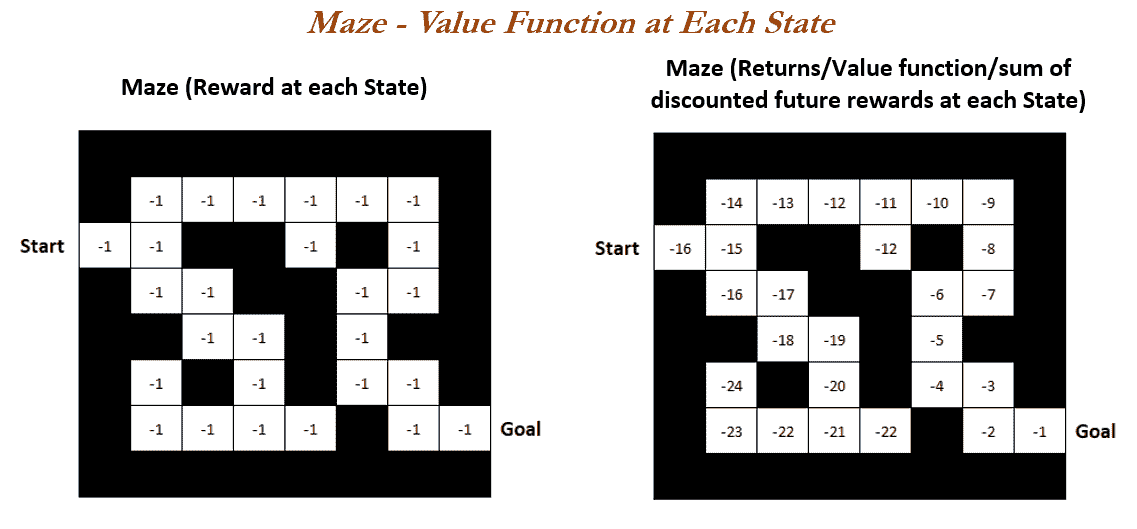 Maze - Value Function at Each State
Maze (Reward at each State)
-1 -1 -1 -1 -1 -1
Start -1 -1 -1 -1
-1 -1 -1 -1
-1 -1 -1
-1 -1 -1 -1
-1 -1 -1 -1 -1 -1 Goal
Maze (Returns/Value function/sum of
discounted future rewards at each State)
-14 -13 -12 -11 -10 -9
Start -16 -15 -12 -8
-16 -17 -6 -7
-18 -19 -5
-24 -20 -4 -3
-23 -22 -21 -22 -2 -1 Goal